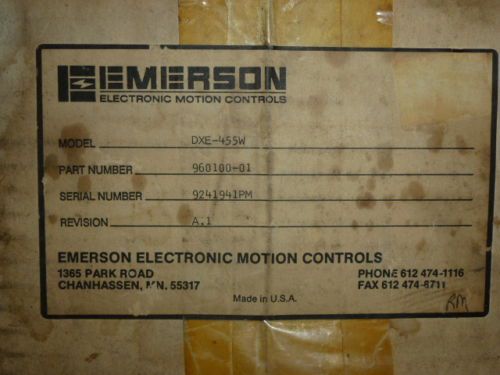 EMERSON
ELECTRONIC MOTION CONTROLS
MODEL DXE-455W
PART NUMBER 960100-01
SERIAL NUMBER 9241941PM
REVISION A.1
EMERSON ELECTRONIC MOTION CONTROLS
1365 PARK ROAD PHONE 612 474-1116
CHANHASSEN, MN. 55317 FAX 612 474-8711
Made in U.S.A.
RM